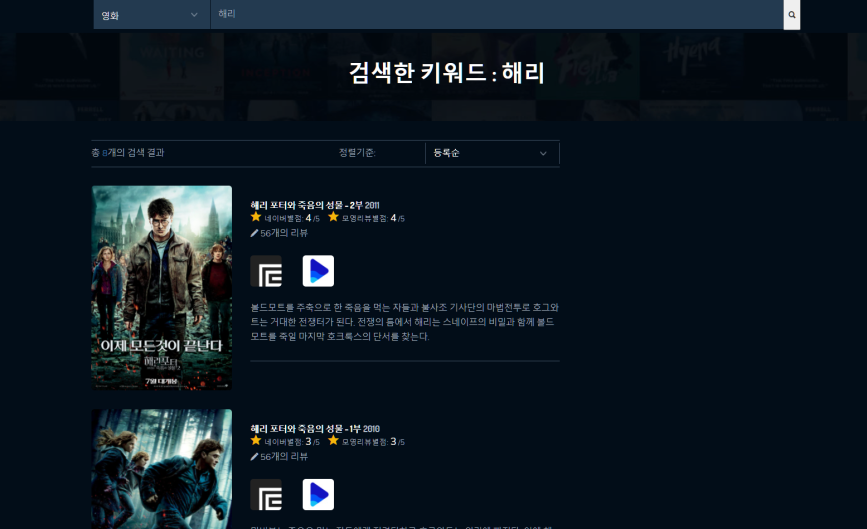 영화
해리
WAITING
검색한 키워드 : 해리
총 8개의 검색 결과
정렬기준:
등록순
해리 포터와 죽음의 성물 - 2부 2011
네이버별점: 4 /5 모영리뷰별점: 4 /5
56개의 리뷰
볼드모트를 주축으로 한 죽음을 먹는 자들과 불사조 기사단의 마법전투로 호그와
트는 거대한 전쟁터가 된다. 전쟁의 틈에서 해리는 스네이프의 비밀과 함께 볼드
모트를 죽일 마지막 호크룩스의 단서를 찾는다.
이제 모든것이 끝난다
해리포터
7월 대개봉
해리 포터와 죽음의 성물 - 1부 2010
네이버별점: 3 /5 모영리뷰별점: 3 /5
56개의 리뷰